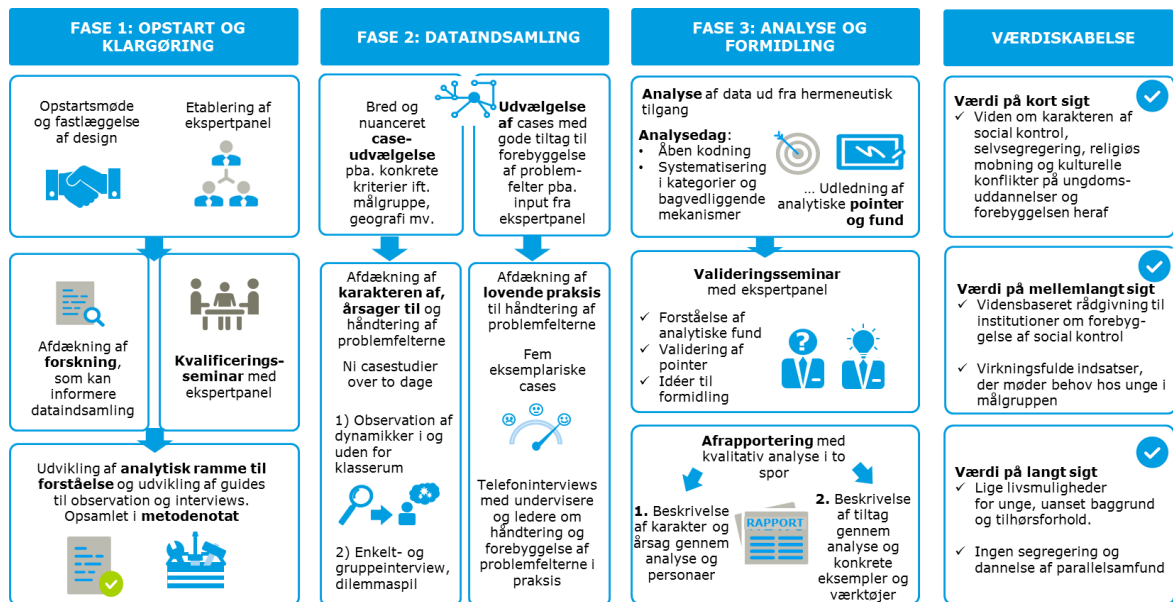 FASE 1: OPSTART OG
KLARGØRING
Opstartsmøde
og fastlæggelse
af design
Etablering af
ekspertpanel
Afdækning af
forskning,
som kan
informere
dataindsamling
Kvalificerings-
seminar med
ekspertpanel
Udvikling af analytisk ramme til
forståelse og udvikling af guides
til observation og interviews.
Opsamlet i metodenotat
FASE 2: DATAINDSAMLING
Bred og
nuanceret
case-
udvælgelse
pba. konkrete
kriterier ift.
målgruppe,
geografi mv.
Udvælgelse
af cases med
gode tiltag til
forebyggelse
af problem-
felter pba.
input fra
ekspertpanel
Afdækning af
karakteren af,
årsager til og
håndtering af
problemfelterne
Ni casestudier
over to dage
1) Observation af
dynamikker i og
uden for
klasserum
2) Enkelt- og
gruppeinterview,
dilemmaspil
Afdækning af
lovende praksis
til håndtering af
problemfelterne
Fem
eksemplariske
cases
Telefoninterviews
med undervisere
og ledere om
håndtering og
forebyggelse af
problemfelterne i
praksis
FASE 3: ANALYSE OG
FORMIDLING
Analyse af data ud fra hermeneutisk
tilgang
Analysedag:
• Åben kodning
• Systematisering
i kategorier og
bagvedliggende
mekanismer
... Udledning af
analytiske pointer
og fund
Valideringsseminar
med ekspertpanel
✓ Forståelse af
analytiske fund
✓ Validering af
pointer
✓ Idéer til
formidling
?
Afrapportering med
kvalitativ analyse i to
spor
1. Beskrivelse
af karakter og
årsag gennem
analyse og
personaer
RAPPORT
2. Beskrivelse
af tiltag
gennem
analyse og
konkrete
eksempler og
værktøjer
VÆRDISKABELSE
Værdi på kort sigt
✓ Viden om karakteren af
social kontrol,
selvsegregering, religiøs
mobning og kulturelle
konflikter på ungdoms-
uddannelser og
forebyggelsen heraf
Værdi på mellemlangt sigt
✓ Vidensbaseret rådgivning til
institutioner om forebyg-
gelse af social kontrol
✓ Virkningsfulde indsatser,
der møder behov hos unge i
målgruppen
Værdi på langt sigt
✓ Lige livsmuligheder
for unge, uanset baggrund
og tilhørsforhold.
✓ Ingen segregering og
dannelse af parallelsamfund